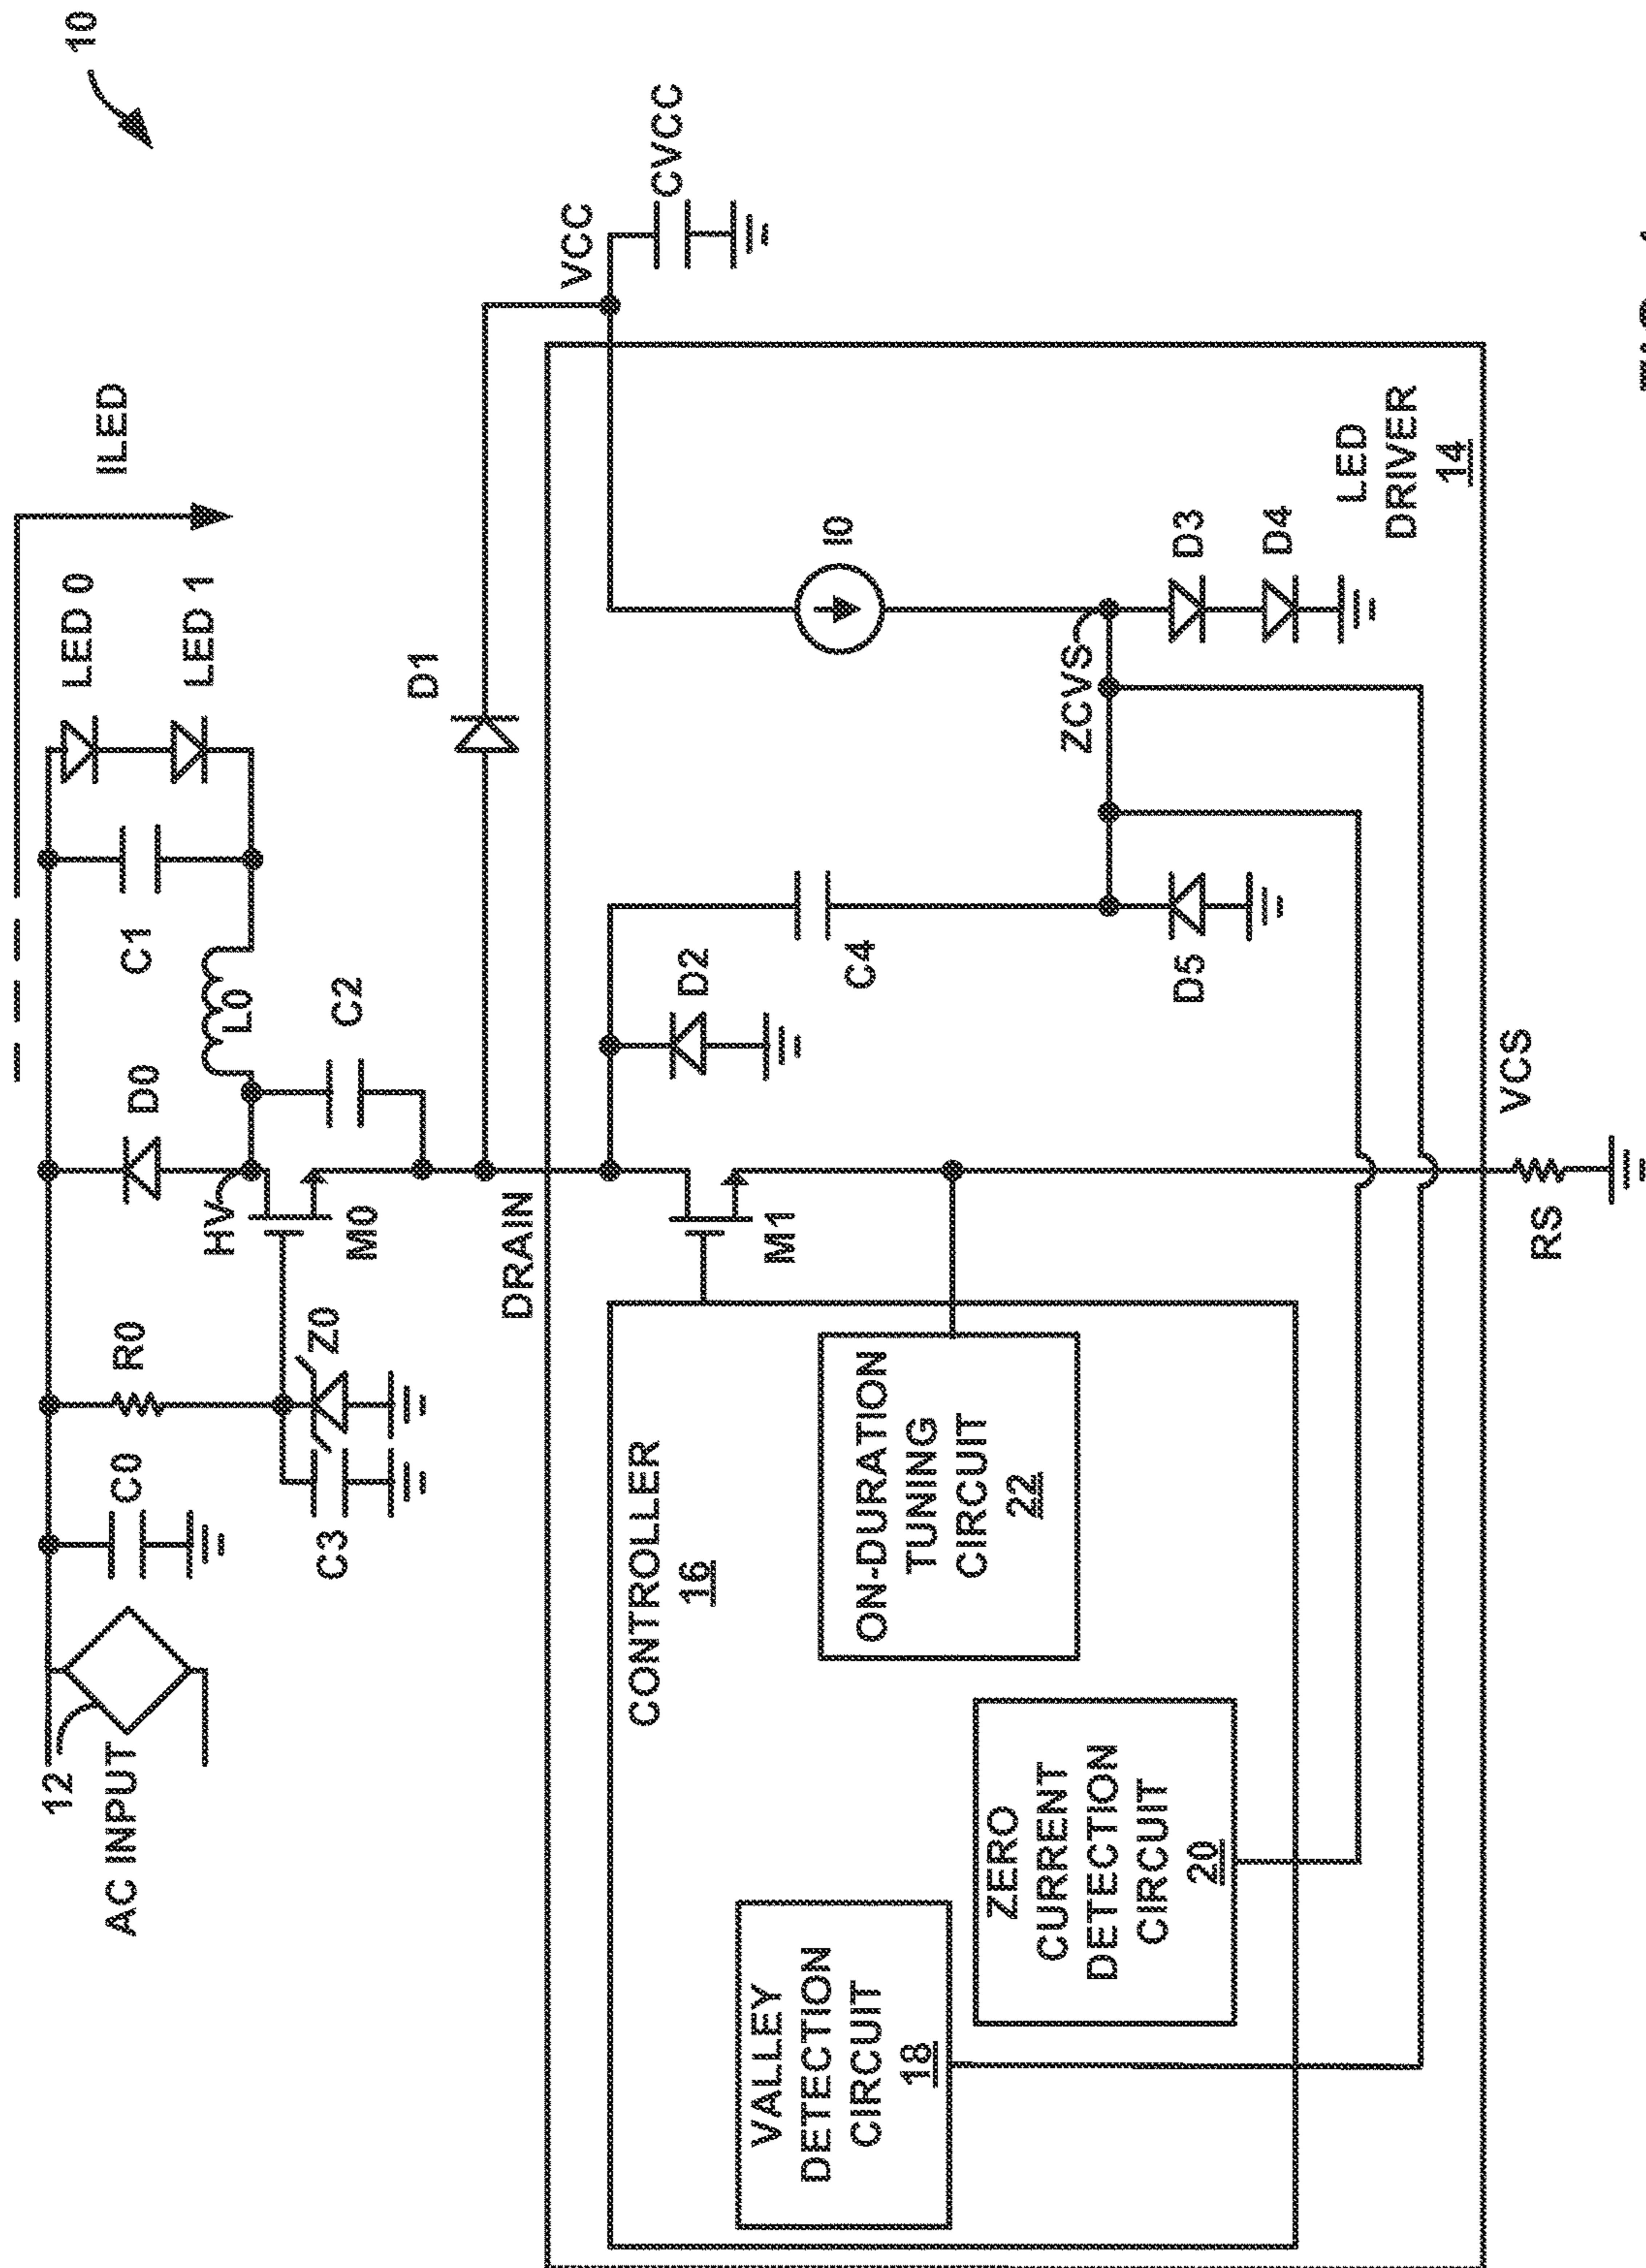 10
ILED
LED 0
LED 1
C1
L0
D0
C2
HV
M0
R0
Z0
C0
C3
12
AC INPUT
D1
VCC
CVCC
DRAIN
D2
C4
I0
ZCVS
D3
D4
D5
LED
DRIVER
14
M1
CONTROLLER
16
ON-DURATION
TUNING
CIRCUIT
22
ZERO
CURRENT
DETECTION
CIRCUIT
20
VALLEY
DETECTION
CIRCUIT
18
VCS
RS